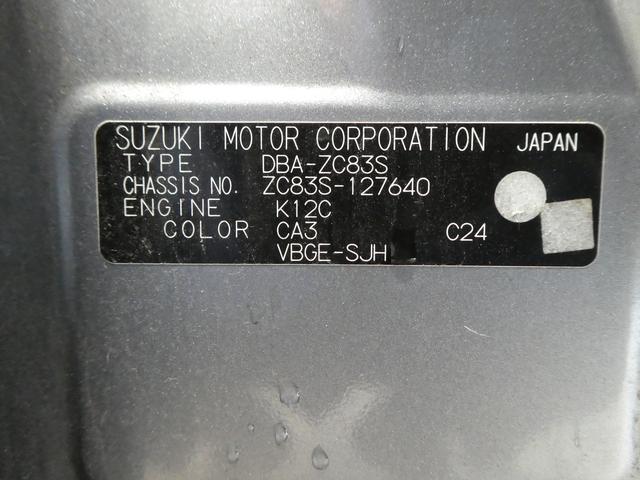 SUZUKI MOTOR CORPORATION JAPAN
TYPE DBA-ZC83S
CHASSIS NO. ZC83S-127640
ENGINE K12C
COLOR CA3 C24
VBGE-SJH